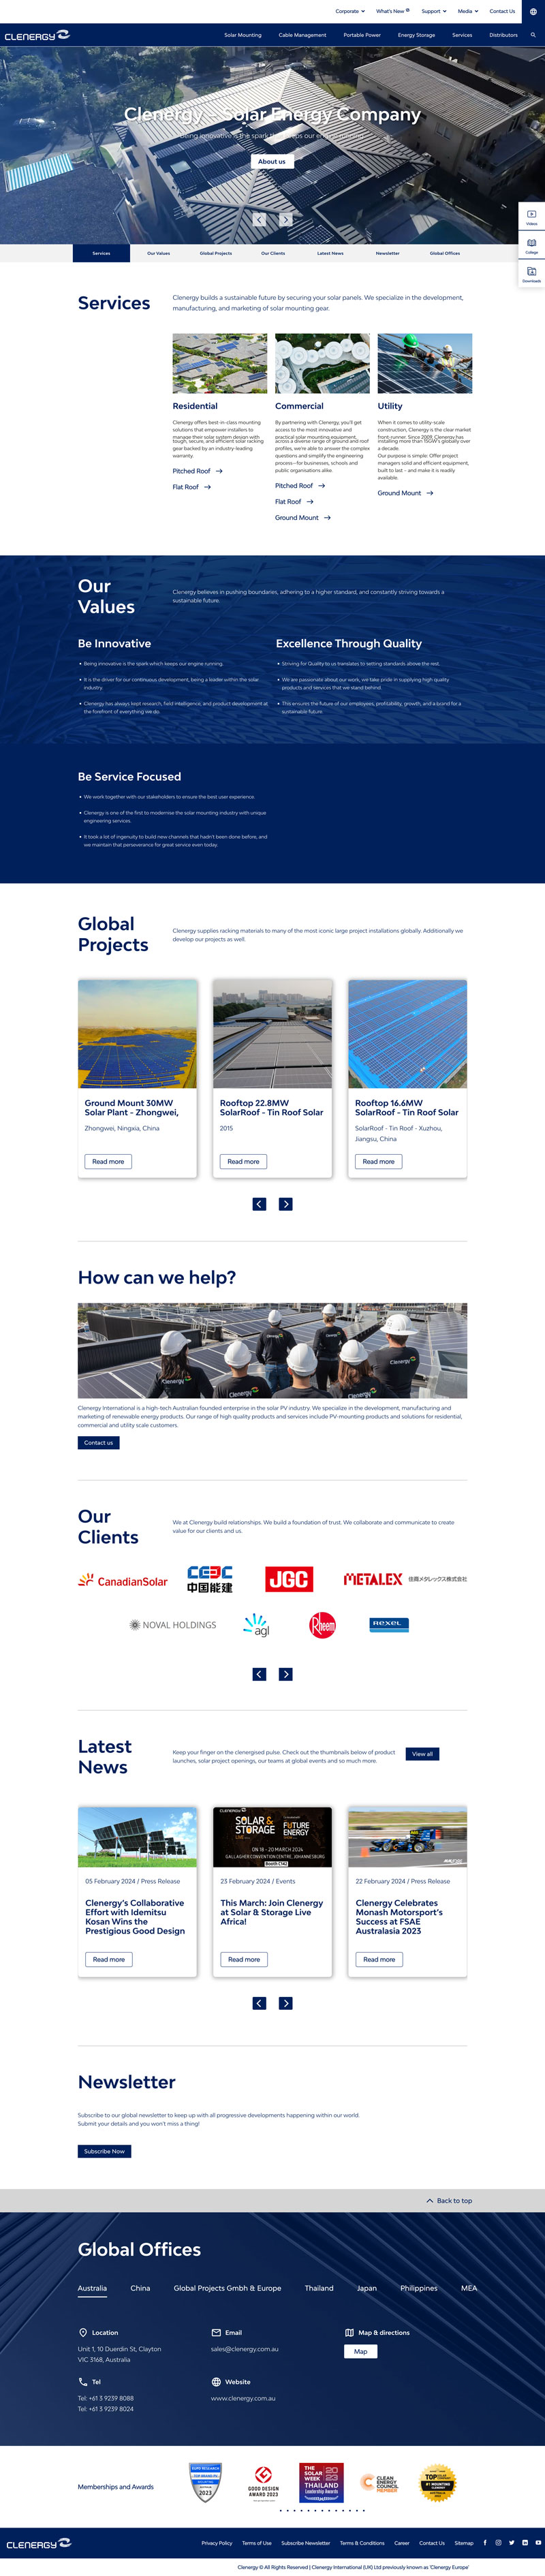 Corporate
What's New
Support
Media
Contact Us
CLENERGY
Solar Mounting
Cable Management
Portable Power
Energy Storage
Services
Distributors
Clenergy - Solar Energy Company
Being innovative is the spark that keeps our engine running
About us
Videos
College
Downloads
Services
Our Values
Global Projects
Our Clients
Latest News
Newsletter
Global Offices
Services
Clenergy builds a sustainable future by securing your solar panels. We specialize in the development,
manufacturing, and marketing of solar mounting gear.
Residential
Clenergy offers best-in-class mounting
solutions that empower installers to
manage their solar system design with
tough, secure, and efficient solar racking
gear backed by an industry-leading
warranty.
Pitched Roof
Flat Roof
Commercial
By partnering with Clenergy, you'll get
access to the most innovative and
practical solar mounting equipment,
across a diverse range of ground and roof
profiles, we're able to answer the complex
questions and simplify the engineering
process—for businesses, schools and
public organisations alike.
Pitched Roof
Flat Roof
Ground Mount
Utility
When it comes to utility-scale
construction, Clenergy is the clear market
front-runner. Since 2009, Clenergy has
installing more than 15GW's globally over
a decade.
Our purpose is simple: Offer project
managers solid and efficient equipment,
built to last - and make it is readily
available.
Ground Mount
Our
Values
Clenergy believes in pushing boundaries, adhering to a higher standard, and constantly striving towards a
sustainable future.
Be Innovative
• Being innovative is the spark which keeps our engine running.
• It is the driver for our continuous development, being a leader within the solar
industry.
• Clenergy has always kept research, field intelligence, and product development at
the forefront of everything we do.
Excellence Through Quality
• Striving for Quality to us translates to setting standards above the rest.
• We are passionate about our work, we take pride in supplying high quality
products and services that we stand behind.
• This ensures the future of our employees, profitability, growth, and a brand for a
sustainable future.
Be Service Focused
• We work together with our stakeholders to ensure the best user experience.
• Clenergy is one of the first to modernise the solar mounting industry with unique
engineering services.
• It took a lot of ingenuity to build new channels that hadn't been done before, and
we maintain that perseverance for great service even today.
Global
Projects
Clenergy supplies racking materials to many of the most iconic large project installations globally. Additionally we
develop our projects as well.
Ground Mount 30MW
Solar Plant - Zhongwei,
Zhongwei, Ningxia, China
Read more
Rooftop 22.8MW
SolarRoof - Tin Roof Solar
2015
Read more
Rooftop 16.6MW
SolarRoof - Tin Roof Solar
SolarRoof - Tin Roof - Xuzhou,
Jiangsu, China
Read more
How can we help?
Clenergy
Clenergy
Clenergy
Clenergy
Clenergy International is a high-tech Australian founded enterprise in the solar PV industry. We specialize in the development, manufacturing and
marketing of renewable energy products. Our range of high quality products and services include PV-mounting products and solutions for residential,
commercial and utility scale customers.
Contact us
Our
Clients
We at Clenergy build relationships. We build a foundation of trust. We collaborate and communicate to create
value for our clients and us.
CanadianSolar
中国能建
JGC
METALEX 住商メタレックス株式会社
NOVAL HOLDINGS
agl
Rheem
REXEL
Latest
News
Keep your finger on the clenergised pulse. Check out the thumbnails below of product
launches, solar project openings, our teams at global events and so much more.
View all
05 February 2024 / Press Release
Clenergy's Collaborative
Effort with Idemitsu
Kosan Wins the
Prestigious Good Design
Read more
CLENERGY
SOLAR &
STORAGE
LIVE
FUTURE
ENERGY
ON 18 - 20 MARCH 2024
GALLAGHER CONVENTION CENTRE, JOHANNESBURG
23 February 2024 / Events
This March: Join Clenergy
at Solar & Storage Live
Africa!
Read more
22 February 2024 / Press Release
Clenergy Celebrates
Monash Motorsport's
Success at FSAE
Australasia 2023
Read more
Newsletter
Subscribe to our global newsletter to keep up with all progressive developments happening within our world.
Submit your details and you won't miss a thing!
Subscribe Now
Back to top
Global Offices
Australia
China
Global Projects Gmbh & Europe
Thailand
Japan
Philippines
MEA
Location
Unit 1, 10 Duerdin St, Clayton
VIC 3168, Australia
Email
sales@clenergy.com.au
Map & directions
Map
Tel
Tel: +61 3 9239 8088
Tel: +61 3 9239 8024
Website
www.clenergy.com.au
Memberships and Awards
2023
GOOD DESIGN
AWARD 2023
THE
SOLAR
WEEK 2023
THAILAND
Leadership Awards
CLEAN
ENERGY
COUNCIL
MEMBER
TOP
#1 MOUNTING
CLENERGY
CLENERGY
Privacy Policy
Terms of Use
Subscribe Newsletter
Terms & Conditions
Career
Contact Us
Sitemap
Clenergy © All Rights Reserved | Clenergy International (UK) Ltd previously known as 'Clenergy Europe'